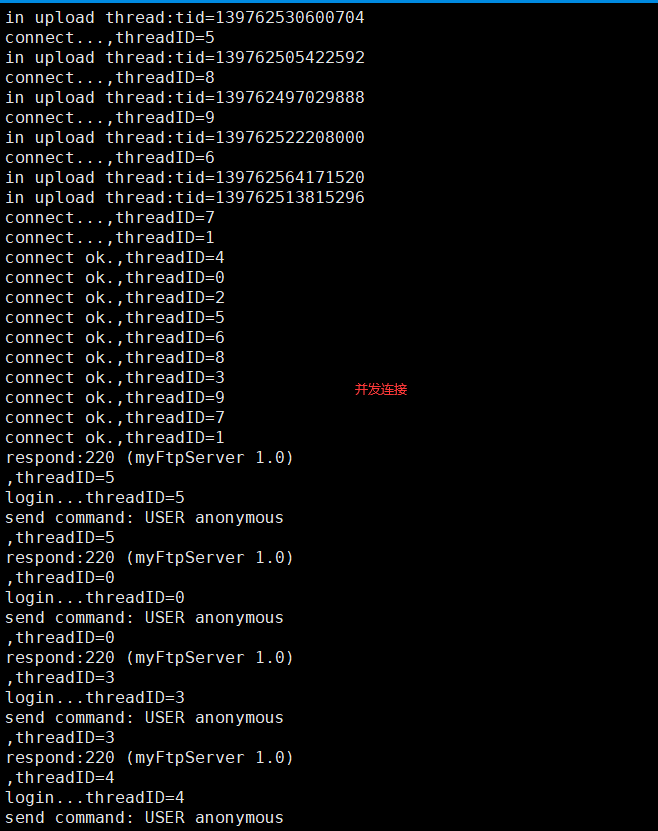 in upload thread:tid=139762530600704
connect...,threadID=5
in upload thread:tid=139762505422592
connect...,threadID=8
in upload thread:tid=139762497029888
connect...,threadID=9
in upload thread:tid=139762522208000
connect...,threadID=6
in upload thread:tid=139762564171520
in upload thread:tid=139762513815296
connect...,threadID=7
connect...,threadID=1
connect ok.,threadID=4
connect ok.,threadID=0
connect ok.,threadID=2
connect ok.,threadID=5
connect ok.,threadID=6
connect ok.,threadID=8
connect ok.,threadID=3
并发连接
connect ok.,threadID=9
connect ok.,threadID=7
connect ok.,threadID=1
respond:220 (myFtpServer 1.0)
,threadID=5
login...threadID=5
send command: USER anonymous
,threadID=5
respond:220 (myFtpServer 1.0)
,threadID=0
login...threadID=0
send command: USER anonymous
,threadID=0
respond:220 (myFtpServer 1.0)
,threadID=3
login...threadID=3
send command: USER anonymous
,threadID=3
respond:220 (myFtpServer 1.0)
,threadID=4
login...threadID=4
send command: USER anonymous